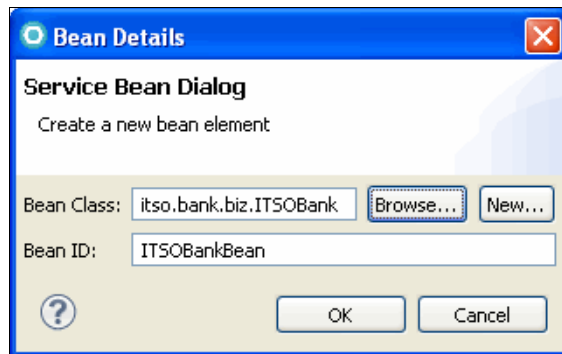 Bean Details
Service Bean Dialog
Create a new bean element
Bean Class: itso.bank.biz.ITSOBank Browse... New...
Bean ID: ITSOBankBean
? OK Cancel